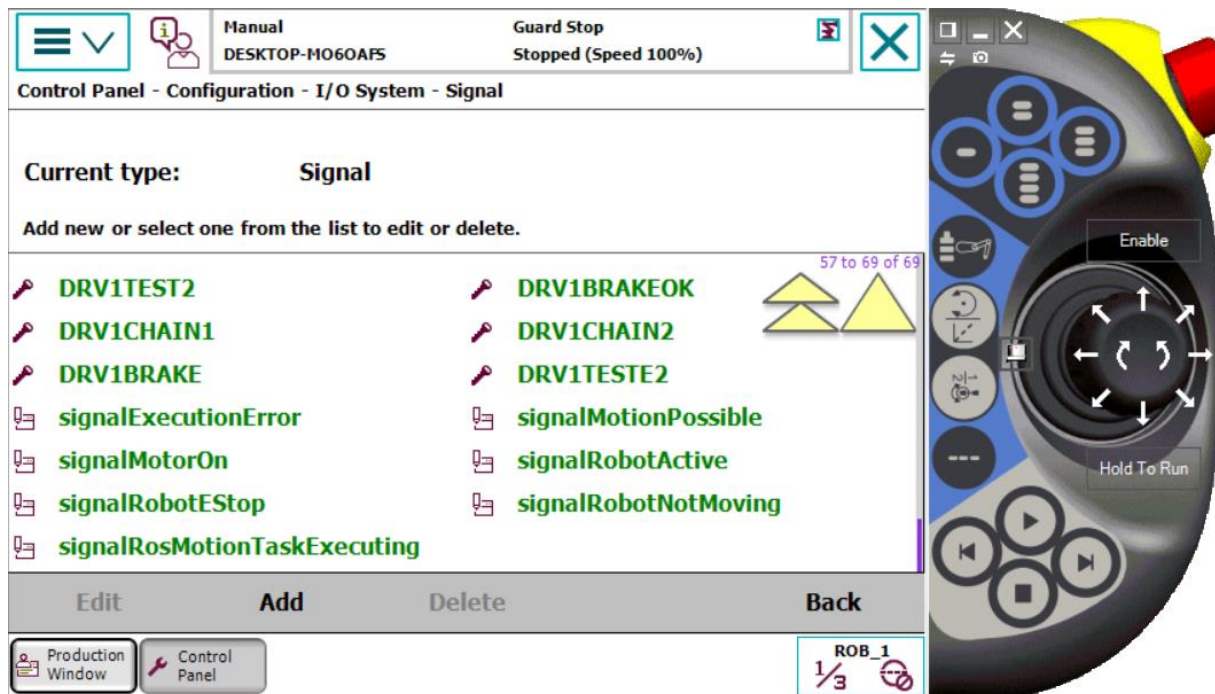 Manual
DESKTOP-MO6OAF5
Guard Stop
Stopped (Speed 100%)
Control Panel - Configuration - I/O System - Signal
Current type: Signal
Add new or select one from the list to edit or delete.
57 to 69 of 69
DRV1TEST2 DRV1BRAKEOK
DRV1CHAIN1 DRV1CHAIN2
DRV1BRAKE DRV1TESTE2
signalExecutionError signalMotionPossible
signalMotorOn signalRobotActive
signalRobotEStop signalRobotNotMoving
signalRosMotionTaskExecuting
Edit Add Delete Back
Production
Window
Control
Panel
ROB_1
1/3
Enable
Hold To Run